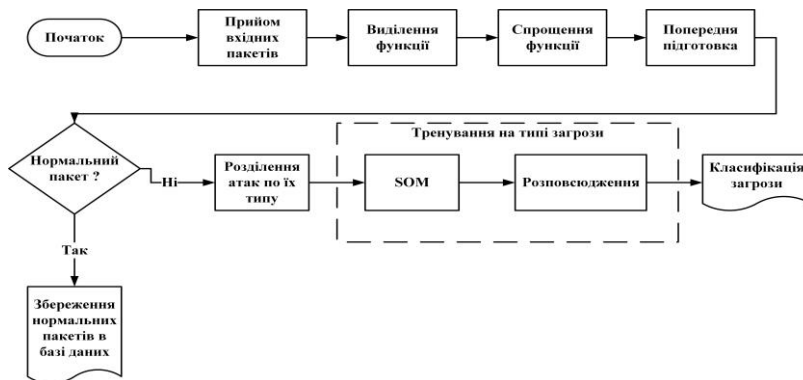 Початок
Прийом
вхідних
пакетів
Виділення
функції
Спрощення
функції
Попередня
підготовка
Нормальний
пакет ?
Ні
Розділення
атак по їх
типу
Тренування на типі загрози
SOM
Розповсюдження
Класифікація
загрози
Так
Збереження
нормальних
пакетів в
базі даних